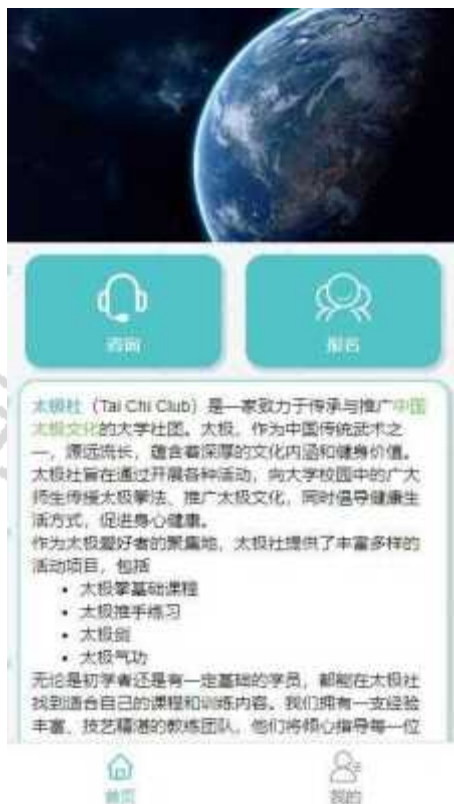 咨询
报名
太极社（Tai Chi Club）是一家致力于传承与推广中国
太极文化的大学社团。太极，作为中国传统武术之
一，源远流长，蕴含着深厚的文化内涵和健身价值。
太极社旨在通过开展各种活动，向大学校园中的广大
师生传授太极拳法、推广太极文化，同时倡导健康生
活方式，促进身心健康。
作为太极爱好者的聚集地，太极社提供了丰富多样的
活动项目，包括
太极拳基础课程
太极推手练习
太极剑
太极气功
无论是初学者还是有一定基础的学员，都能在太极社
找到适合自己的课程和训练内容。我们拥有一支经验
丰富、技艺精湛的教练团队，他们将倾心指导每一位
首页
我的